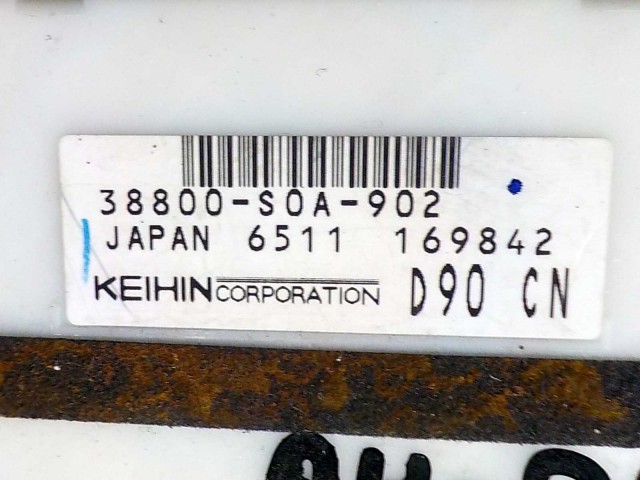 38800-S0A-902
JAPAN 6511 169842
KEIHIN CORPORATION D90 CN